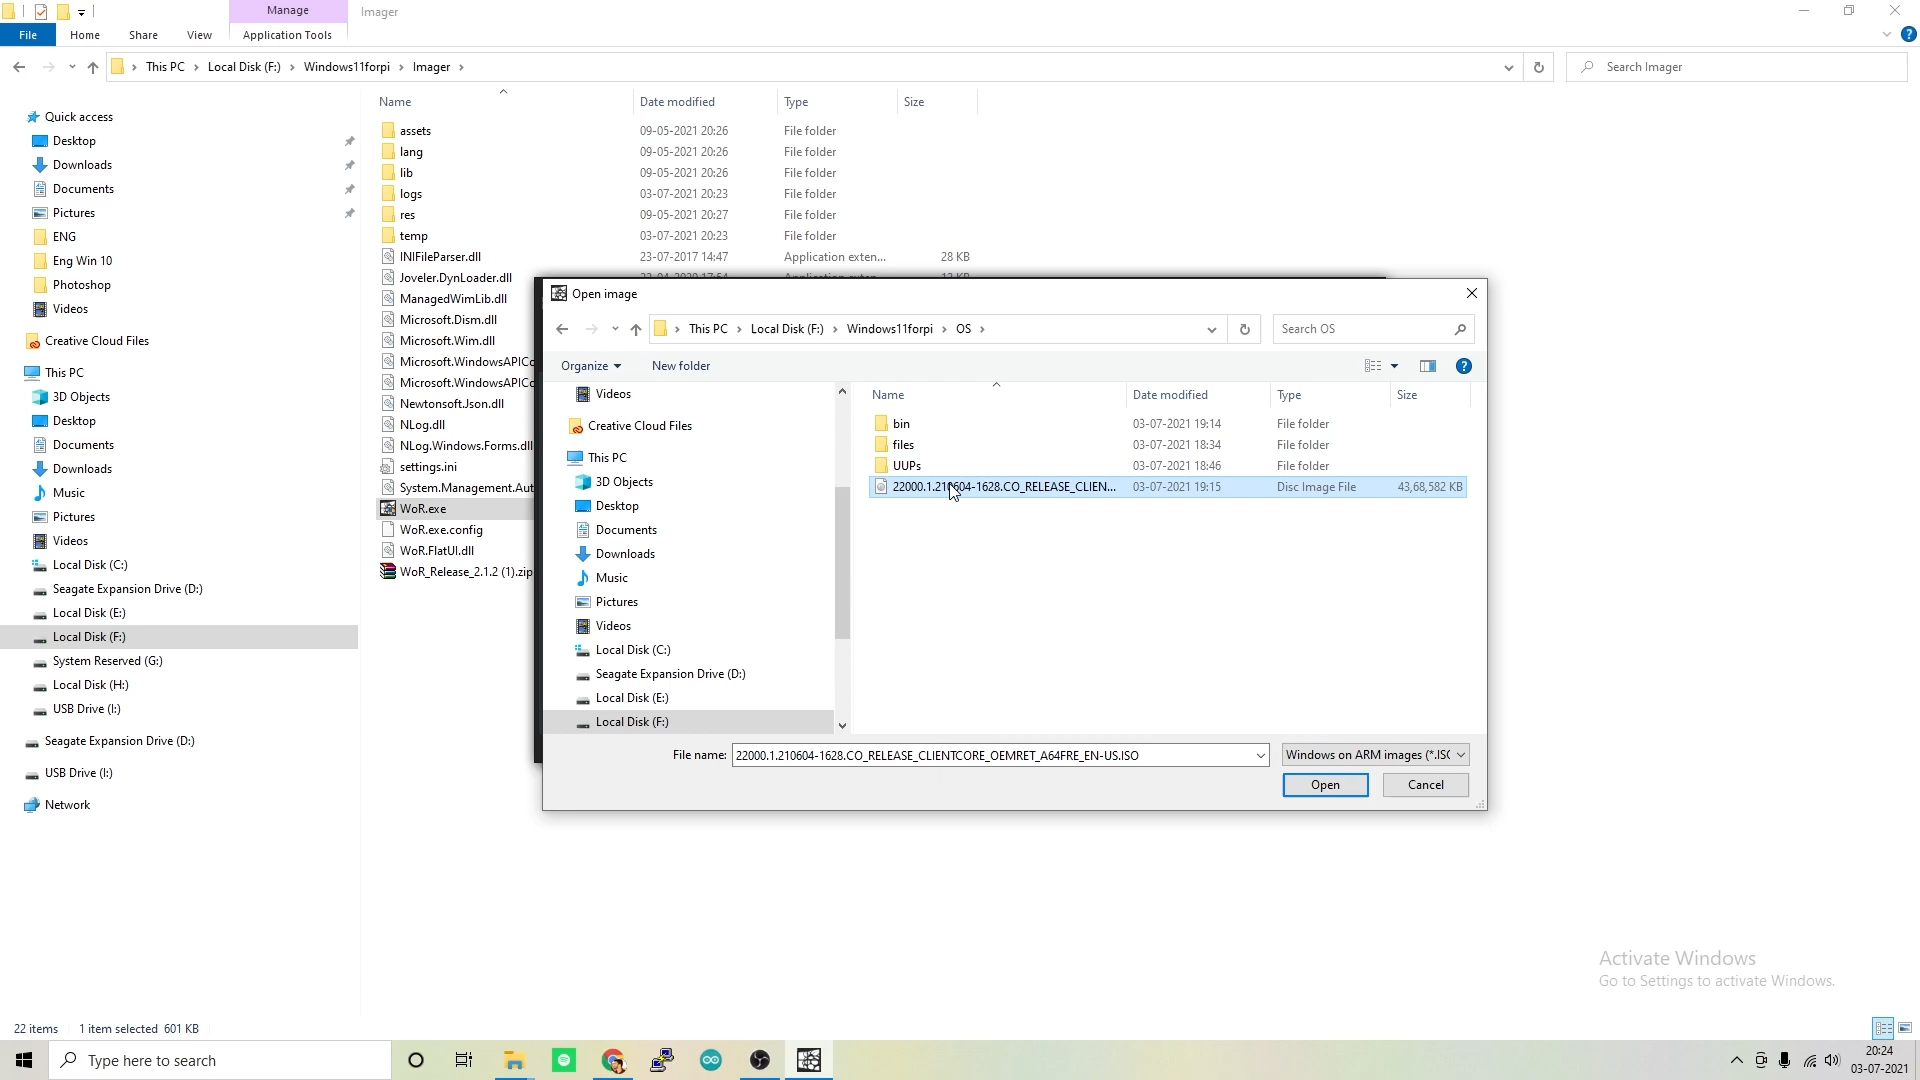 Manage
Imager
File
Home
Share
View
Application Tools
This PC
Local Disk (F:)
Windows11forpi
Imager
Search Imager
Name
Date modified
Type
Size
Quick access
Desktop
Downloads
Documents
Pictures
ENG
Eng Win 10
Photoshop
Videos
Creative Cloud Files
This PC
3D Objects
Desktop
Documents
Downloads
Music
Pictures
Videos
Local Disk (C:)
Seagate Expansion Drive (D:)
Local Disk (E:)
Local Disk (F:)
System Reserved (G:)
Local Disk (H:)
USB Drive (I:)
Seagate Expansion Drive (D:)
USB Drive (I:)
Network
assets 09-05-2021 20:26 File folder
lang 09-05-2021 20:26 File folder
lib 09-05-2021 20:26 File folder
logs 03-07-2021 20:23 File folder
res 09-05-2021 20:27 File folder
temp 03-07-2021 20:23 File folder
INIFileParser.dll 23-07-2017 14:47 Application exten... 28 KB
Joveler.DynLoader.dll
ManagedWimLib.dll
Microsoft.Dism.dll
Microsoft.Wim.dll
Microsoft.WindowsAPICo
Microsoft.WindowsAPICo
Newtonsoft.Json.dll
NLog.dll
NLog.Windows.Forms.dll
settings.ini
System.Management.Aut
WoR.exe
WoR.exe.config
WoR.FlatUI.dll
WoR_Release_2.1.2 (1).zip
Open image
This PC
Local Disk (F:)
Windows11forpi
OS
Search OS
Organize
New folder
Videos
Creative Cloud Files
This PC
3D Objects
Desktop
Documents
Downloads
Music
Pictures
Videos
Local Disk (C:)
Seagate Expansion Drive (D:)
Local Disk (E:)
Local Disk (F:)
Name
Date modified
Type
Size
bin 03-07-2021 19:14 File folder
files 03-07-2021 18:34 File folder
UUPs 03-07-2021 18:46 File folder
22000.1.210604-1628.CO_RELEASE_CLIEN... 03-07-2021 19:15 Disc Image File 43,68,582 KB
File name:
22000.1.210604-1628.CO_RELEASE_CLIENTCORE_OEMRET_A64FRE_EN-US.ISO
Windows on ARM images (*.ISO
Open
Cancel
Activate Windows
Go to Settings to activate Windows.
22 items
1 item selected 601 KB
Type here to search
20:24
03-07-2021